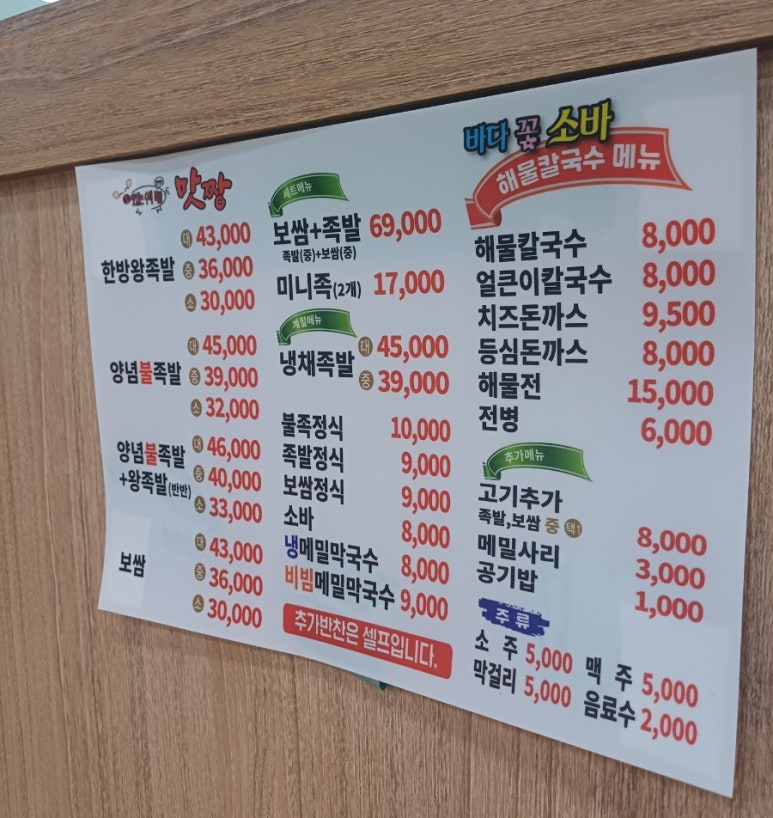 맛짱
한방왕족발
대 43,000
중 36,000
소 30,000
양념불족발
대 45,000
중 39,000
소 32,000
양념불족발
+왕족발(반반)
대 46,000
중 40,000
소 33,000
보쌈
대 43,000
중 36,000
소 30,000
세트메뉴
보쌈+족발 69,000
족발(중)+보쌈(중)
미니족(2개) 17,000
계절메뉴
냉채족발
대 45,000
중 39,000
불족정식 10,000
족발정식 9,000
보쌈정식 9,000
소바 8,000
냉메밀막국수 8,000
비빔메밀막국수 9,000
추가반찬은 셀프입니다.
바다 꽃 소바
해물칼국수 메뉴
해물칼국수 8,000
얼큰이칼국수 8,000
치즈돈까스 9,500
등심돈까스 8,000
해물전 15,000
전병 6,000
추가메뉴
고기추가 8,000
족발,보쌈 중 택1
메밀사리 3,000
공기밥 1,000
주류
소주 5,000 맥주 5,000
막걸리 5,000 음료수 2,000